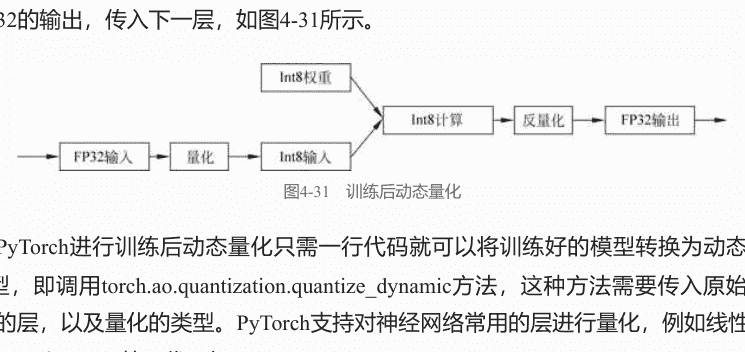 32的输出，传入下一层，如图4-31所示。
Int8权重
Int8计算
反量化
FP32输出
FP32输入
量化
Int8输入
图4-31 训练后动态量化
PyTorch进行训练后动态量化只需一行代码就可以将训练好的模型转换为动态
型，即调用torch.ao.quantization.quantize_dynamic方法，这种方法需要传入原始
的层，以及量化的类型。PyTorch支持对神经网络常用的层进行量化，例如线性